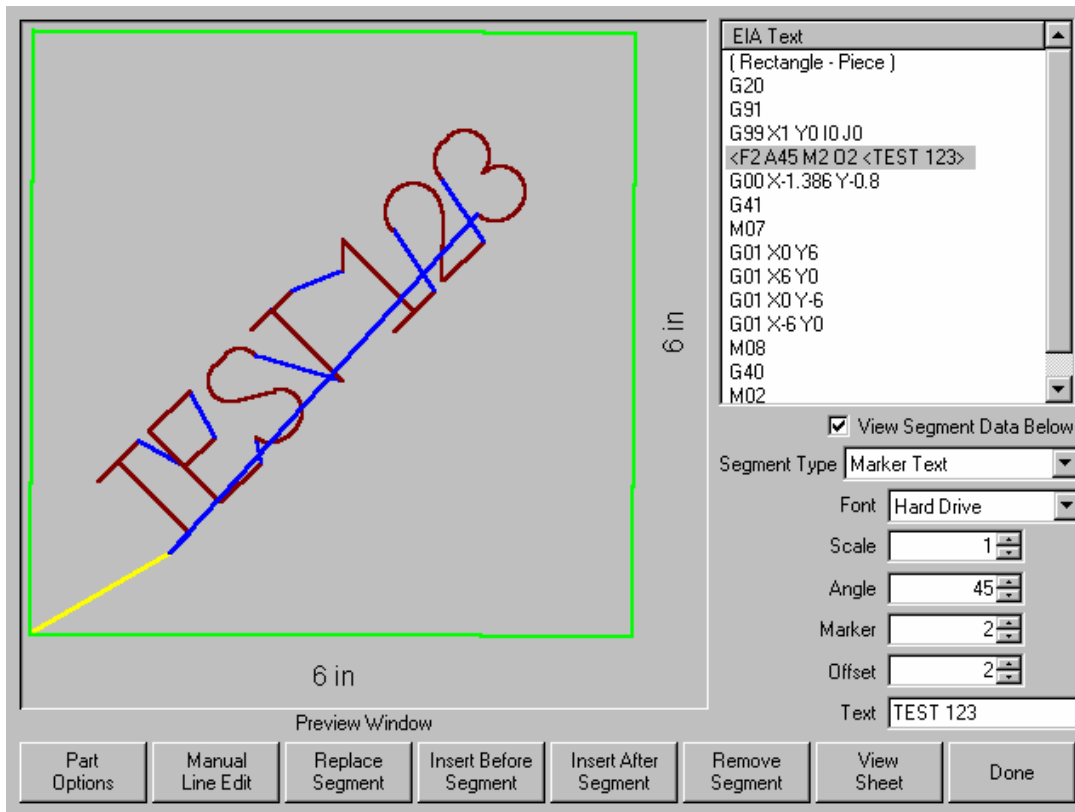 EIA Text
( Rectangle - Piece )
G20
G91
G99 X1 Y0 I0 J0
<F2 A45 M2 O2 <TEST 123>
G00 X-1.386 Y-0.8
G41
M07
G01 X0 Y6
G01 X6 Y0
G01 X0 Y-6
G01 X-6 Y0
M08
G40
M02
TEST 123
6 in
6 in
Preview Window
View Segment Data Below
Segment Type Marker Text
Font Hard Drive
Scale 1
Angle 45
Marker 2
Offset 2
Text TEST 123
Part Options
Manual Line Edit
Replace Segment
Insert Before Segment
Insert After Segment
Remove Segment
View Sheet
Done